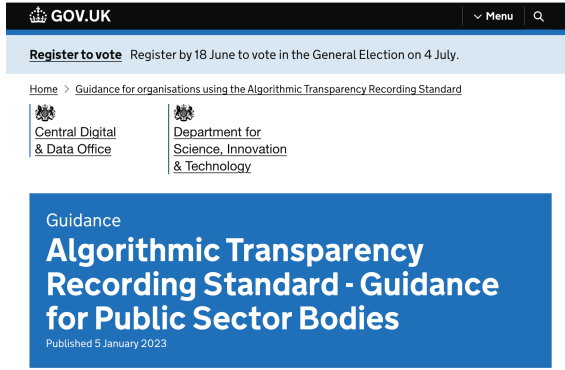 GOV.UK
Menu
Register to vote Register by 18 June to vote in the General Election on 4 July.
Home > Guidance for organisations using the Algorithmic Transparency Recording Standard
Central Digital
& Data Office
Department for
Science, Innovation
& Technology
Guidance
Algorithmic Transparency
Recording Standard - Guidance
for Public Sector Bodies
Published 5 January 2023